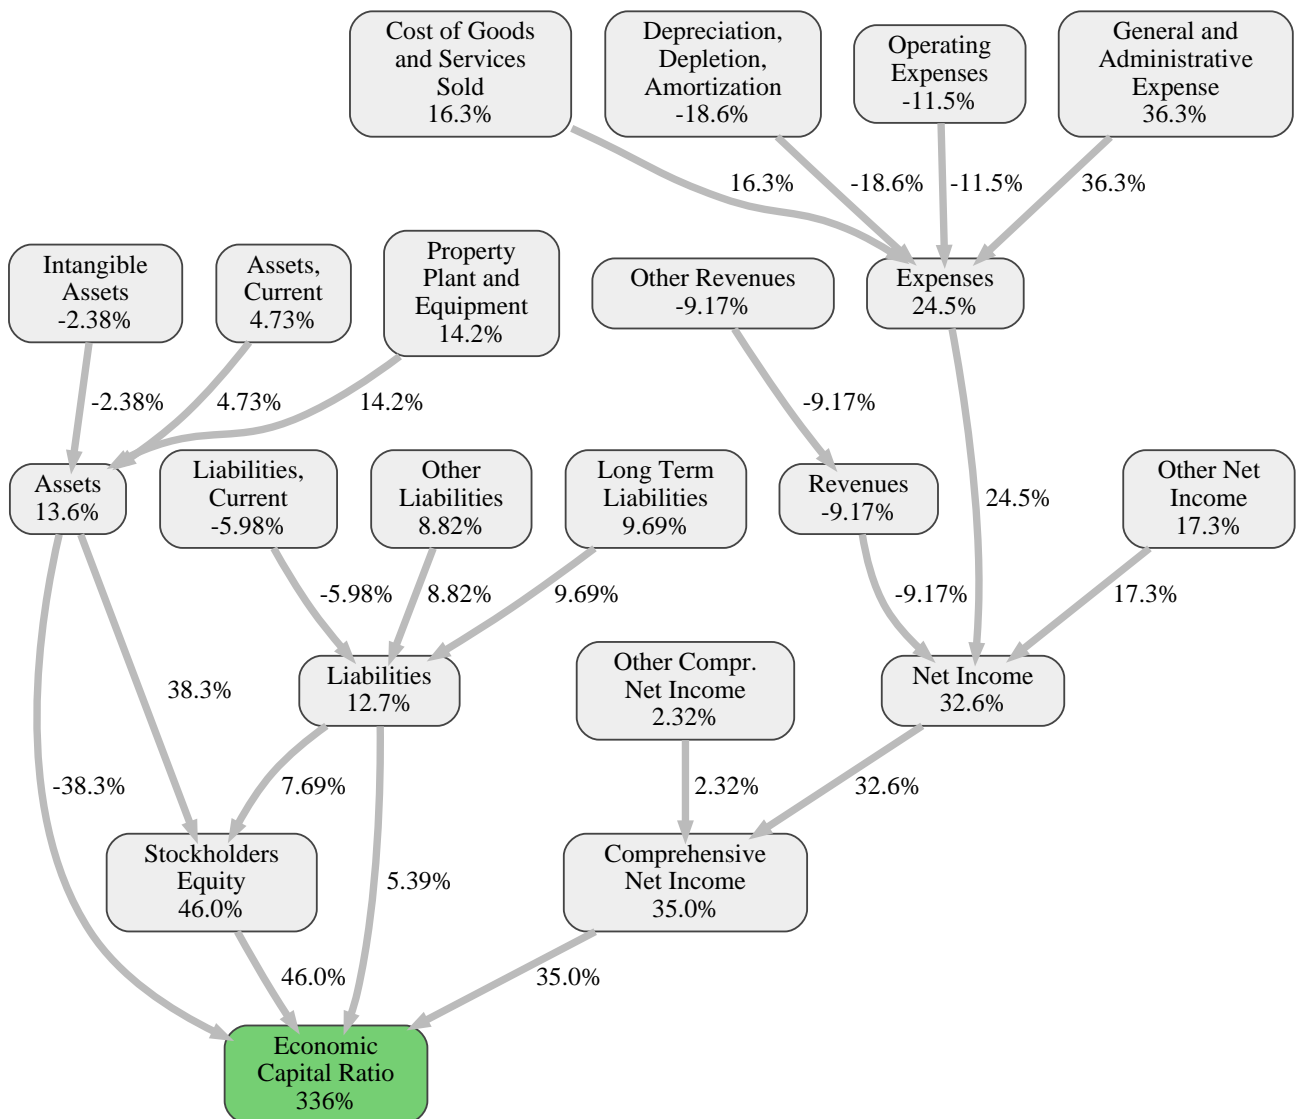 Cost of Goods
and Services
Sold
16.3%
Depreciation,
Depletion,
Amortization
-18.6%
Operating
Expenses
-11.5%
General and
Administrative
Expense
36.3%
16.3%
-18.6%
-11.5%
36.3%
Intangible
Assets
-2.38%
Assets,
Current
4.73%
Property
Plant and
Equipment
14.2%
Other Revenues
-9.17%
Expenses
24.5%
-2.38%
4.73%
14.2%
-9.17%
Assets
13.6%
Liabilities,
Current
-5.98%
Other
Liabilities
8.82%
Long Term
Liabilities
9.69%
Revenues
-9.17%
24.5%
Other Net
Income
17.3%
-5.98%
8.82%
9.69%
-9.17%
17.3%
38.3%
Liabilities
12.7%
Other Compr.
Net Income
2.32%
Net Income
32.6%
-38.3%
7.69%
2.32%
32.6%
Stockholders
Equity
46.0%
5.39%
Comprehensive
Net Income
35.0%
46.0%
35.0%
Economic
Capital Ratio
336%